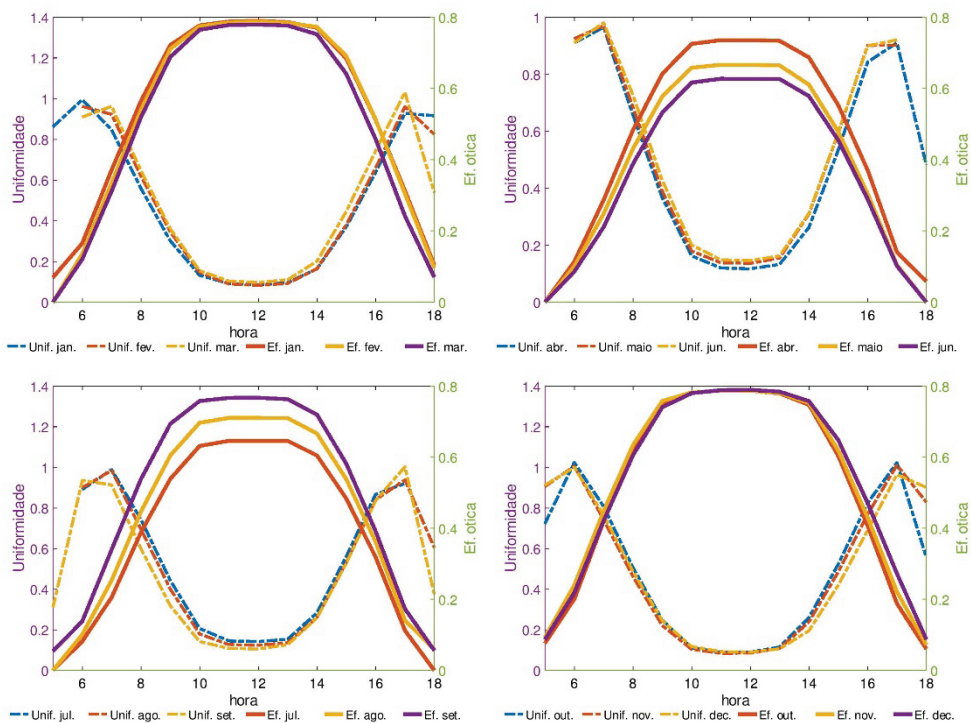 1.4
1.2
1
0.8
0.6
0.4
0.2
0
Uniformidade
0.8
0.6
0.4
0.2
0
Ef. otica
6 8 10 12 14 16 18
hora
Unif. jan. Unif. fev. Unif. mar. Ef. jan. Ef. fev. Ef. mar.
1
0.8
0.6
0.4
0.2
0
Uniformidade
0.8
0.6
0.4
0.2
0
Ef. otica
6 8 10 12 14 16 18
hora
Unif. abr. Unif. maio Unif. jun. Ef. abr. Ef. maio Ef. jun.
1.4
1.2
1
0.8
0.6
0.4
0.2
0
Uniformidade
0.8
0.6
0.4
0.2
0
Ef. otica
6 8 10 12 14 16 18
hora
Unif. jul. Unif. ago. Unif. set. Ef. jul. Ef. ago. Ef. set.
1.4
1.2
1
0.8
0.6
0.4
0.2
0
Uniformidade
0.8
0.6
0.4
0.2
0
Ef. otica
6 8 10 12 14 16 18
hora
Unif. out. Unif. nov. Unif. dec. Ef. out. Ef. nov. Ef. dec.